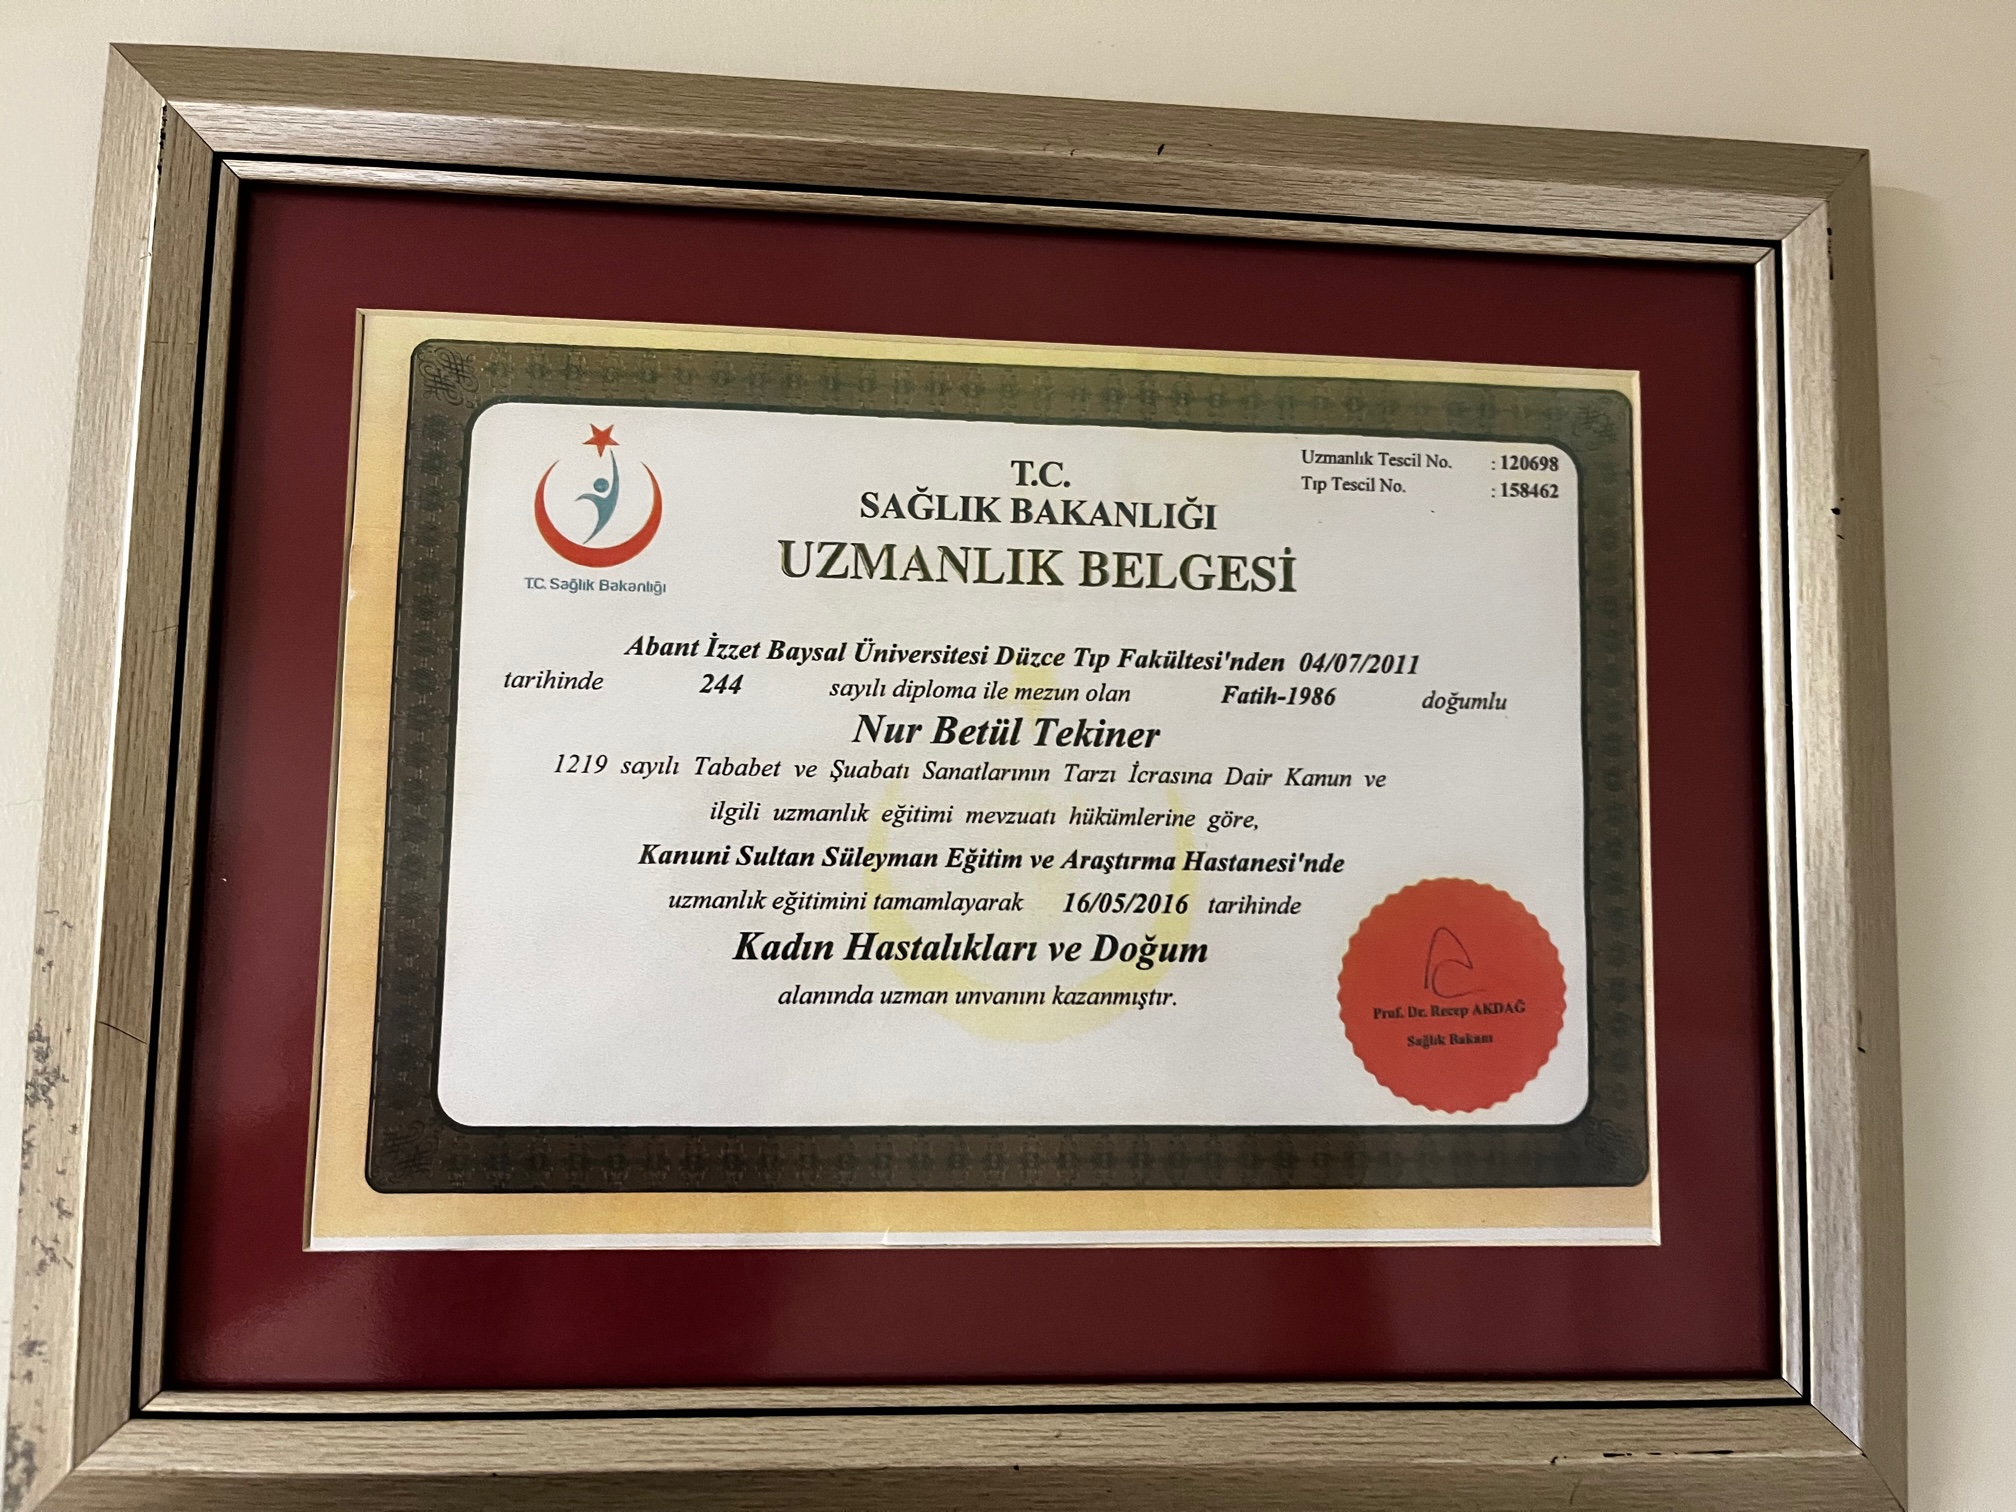 T.C. Sağlık Bakanlığı
T.C.
SAĞLIK BAKANLIĞI
UZMANLIK BELGESİ
Uzmanlık Tescil No. : 120698
Tıp Tescil No. : 158462
Abant İzzet Baysal Üniversitesi Düzce Tıp Fakültesi'nden 04/07/2011
tarihinde 244 sayılı diploma ile mezun olan Fatih-1986 doğumlu
Nur Betül Tekiner
1219 sayılı Tababet ve Şuabatı Sanatlarının Tarzı İcrasına Dair Kanun ve
ilgili uzmanlık eğitimi mevzuatı hükümlerine göre,
Kanuni Sultan Süleyman Eğitim ve Araştırma Hastanesi'nde
uzmanlık eğitimini tamamlayarak 16/05/2016 tarihinde
Kadın Hastalıkları ve Doğum
alanında uzman unvanını kazanmıştır.
Prof. Dr. Recep AKDAĞ
Sağlık Bakanı